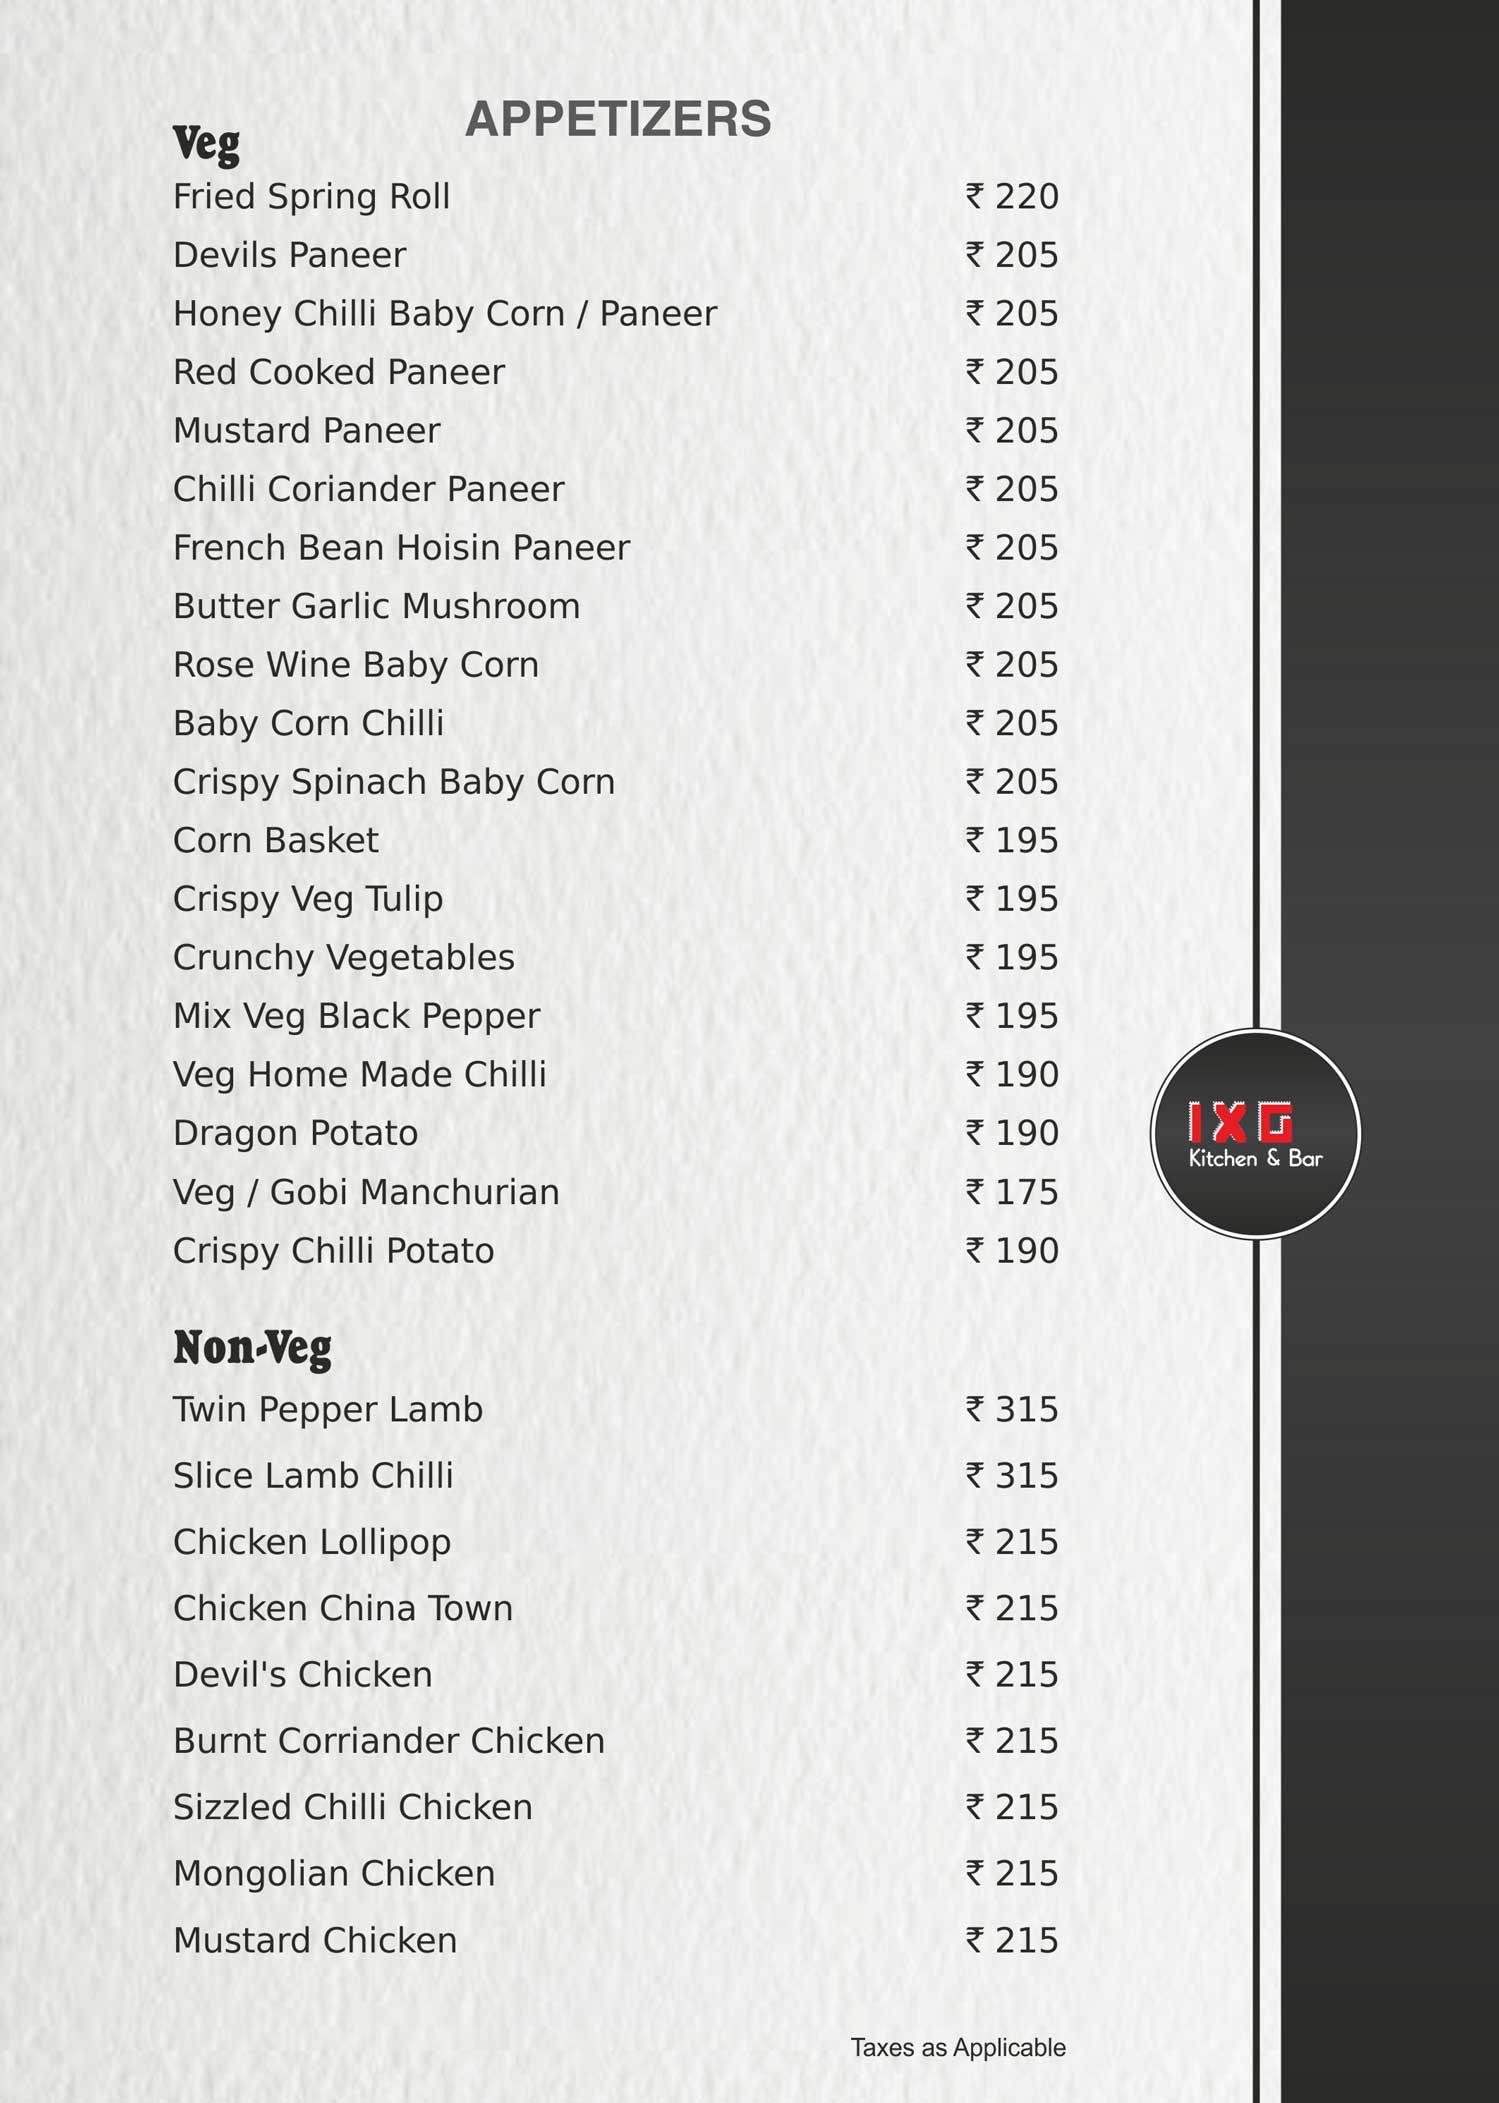 APPETIZERS
Veg
Fried Spring Roll ₹ 220
Devils Paneer ₹ 205
Honey Chilli Baby Corn / Paneer ₹ 205
Red Cooked Paneer ₹ 205
Mustard Paneer ₹ 205
Chilli Coriander Paneer ₹ 205
French Bean Hoisin Paneer ₹ 205
Butter Garlic Mushroom ₹ 205
Rose Wine Baby Corn ₹ 205
Baby Corn Chilli ₹ 205
Crispy Spinach Baby Corn ₹ 205
Corn Basket ₹ 195
Crispy Veg Tulip ₹ 195
Crunchy Vegetables ₹ 195
Mix Veg Black Pepper ₹ 195
Veg Home Made Chilli ₹ 190
Dragon Potato ₹ 190
Veg / Gobi Manchurian ₹ 175
Crispy Chilli Potato ₹ 190
Non-Veg
Twin Pepper Lamb ₹ 315
Slice Lamb Chilli ₹ 315
Chicken Lollipop ₹ 215
Chicken China Town ₹ 215
Devil's Chicken ₹ 215
Burnt Corriander Chicken ₹ 215
Sizzled Chilli Chicken ₹ 215
Mongolian Chicken ₹ 215
Mustard Chicken ₹ 215
Taxes as Applicable
IXG
Kitchen & Bar